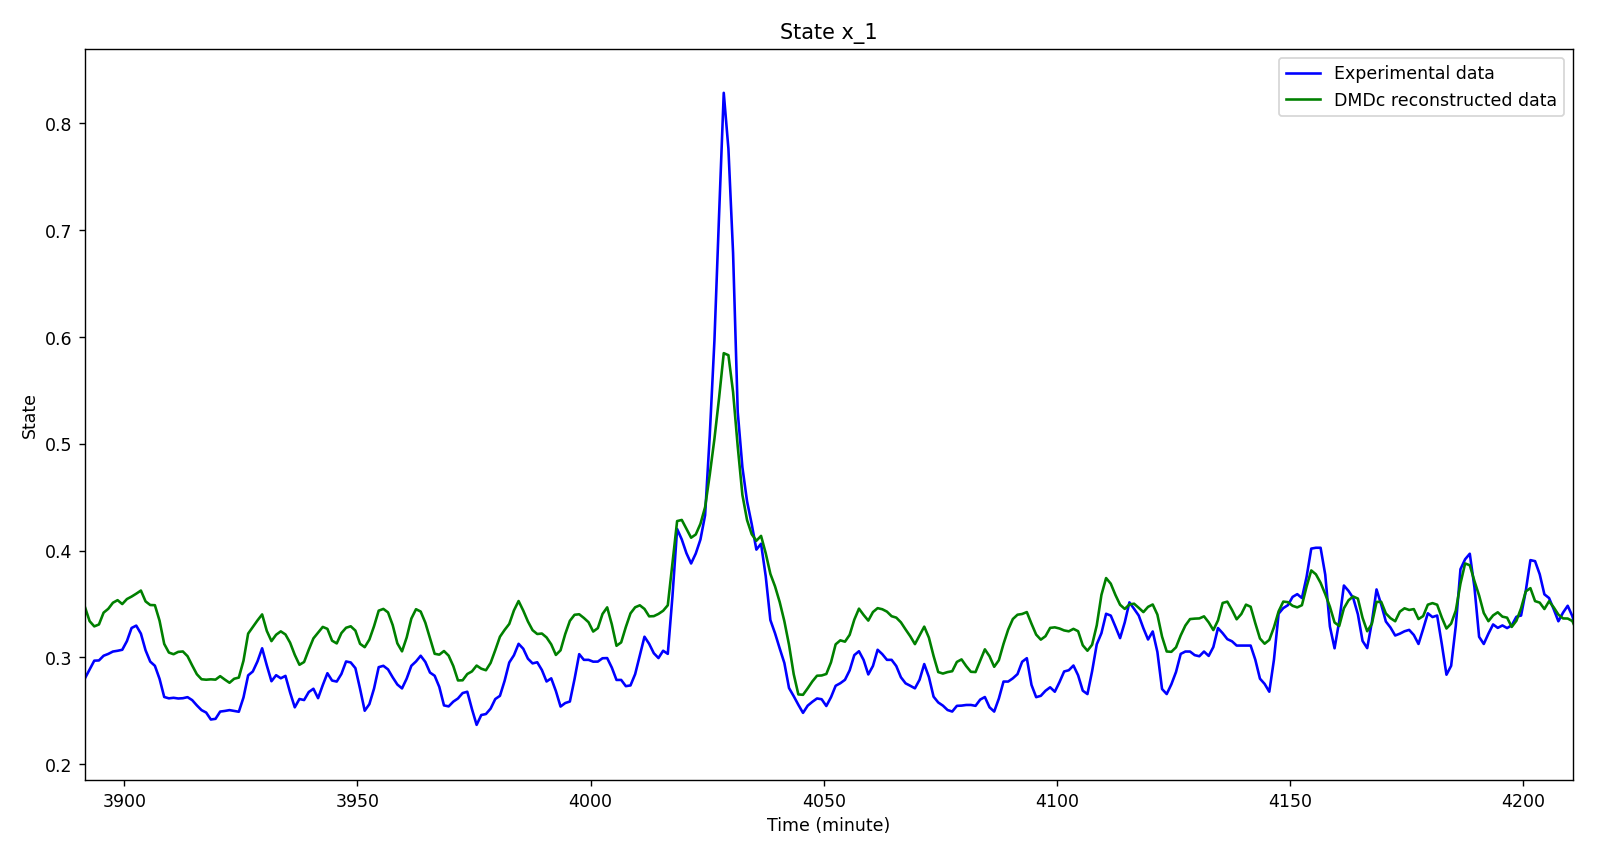 State x_1
Experimental data
DMDc reconstructed data
State
0.8
0.7
0.6
0.5
0.4
0.3
0.2
3900 3950 4000 4050 4100 4150 4200
Time (minute)